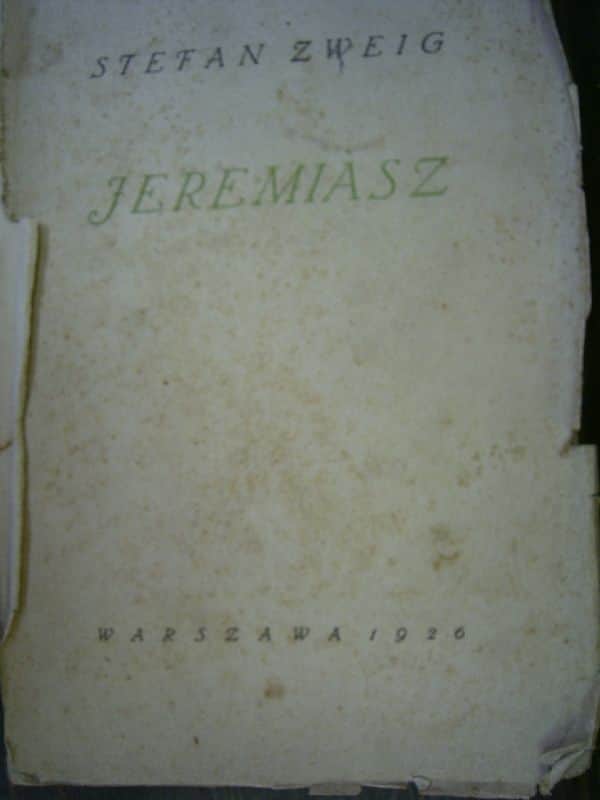 STEFAN ZWEIG
JEREMIASZ
WARSZAWA 1926